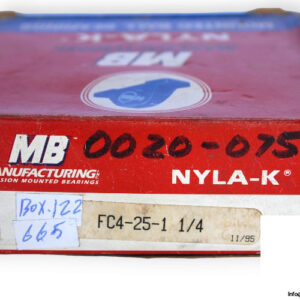 NYLA-K
MB
MB 0020-075
MANUFACTURING
SION MOUNTED BEARINGS
NYLA-K®
BOX.122
665
FC4-25-1 1/4
11/95